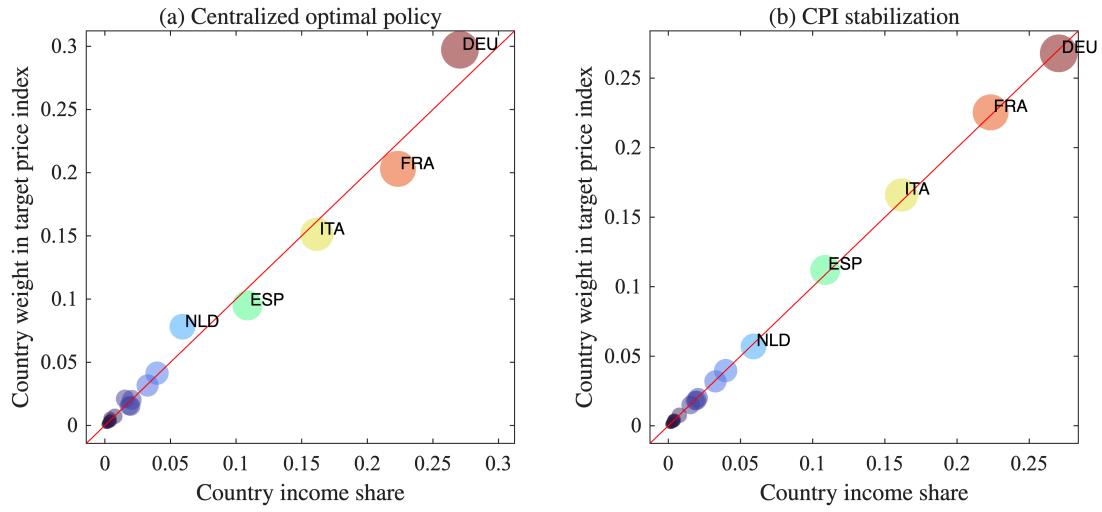 (a) Centralized optimal policy
Country weight in target price index
0.3
0.25
0.2
0.15
0.1
0.05
0
DEU
FRA
ITA
ESP
NLD
0
0.05
0.1
0.15
0.2
0.25
0.3
Country income share
(b) CPI stabilization
Country weight in target price index
0.25
0.2
0.15
0.1
0.05
0
DEU
FRA
ITA
ESP
NLD
0
0.05
0.1
0.15
0.2
0.25
Country income share